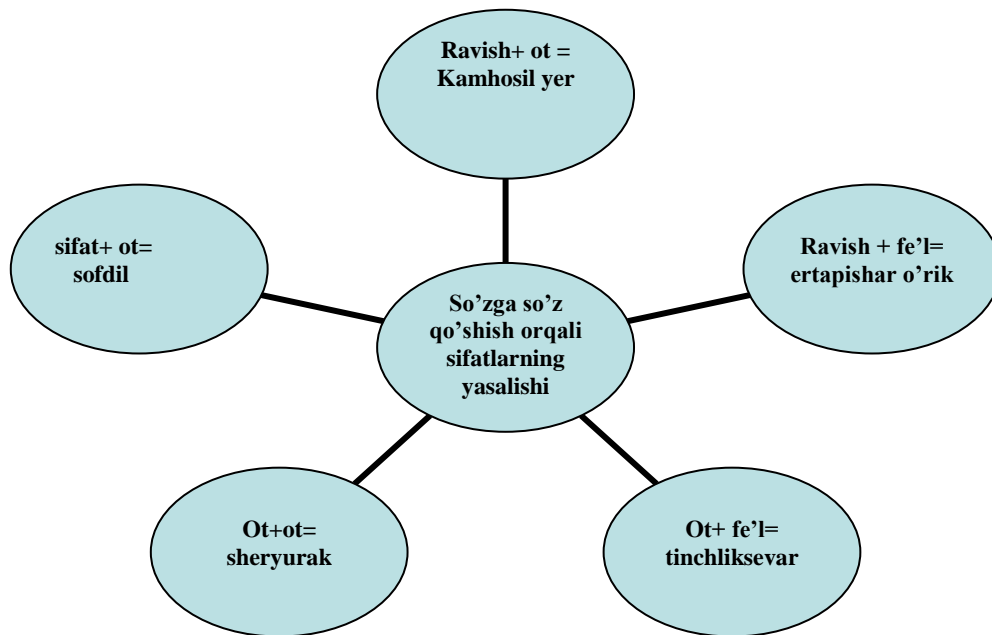 Ravish+ ot =
Kamhosil yer
sifat+ ot=
sofdil
Ravish + fe’l=
ertapishar o’rik
So’zga so’z
qo’shish orqali
sifatlarning
yasalishi
Ot+ot=
sheryurak
Ot+ fe’l=
tinchliksevar